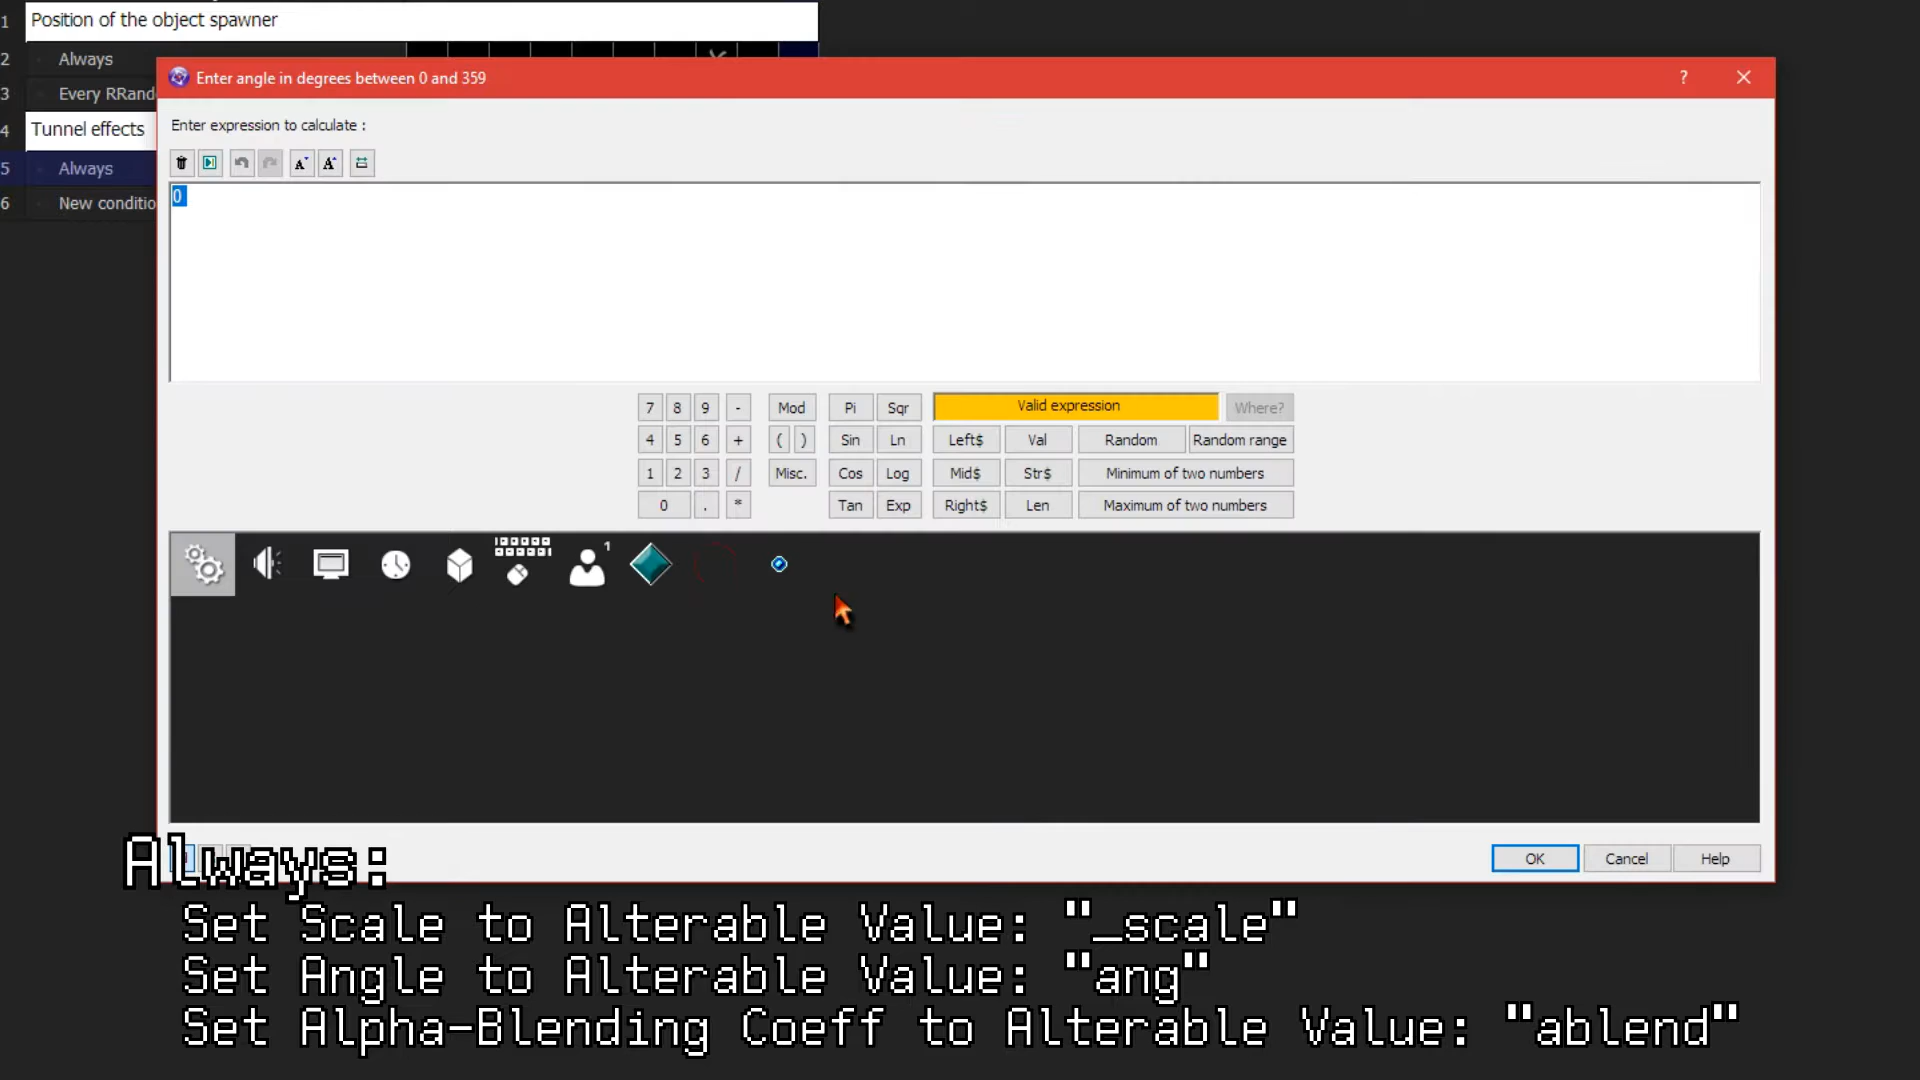 1 Position of the object spawner
2 Always
3 Every RRand
4 Tunnel effects
5 Always
6 New conditio
Enter angle in degrees between 0 and 359
? 
Enter expression to calculate :
A A
0
7 8 9 - Mod Pi Sqr Valid expression Where?
4 5 6 + ( ) Sin Ln Left$ Val Random Random range
1 2 3 / Misc. Cos Log Mid$ Str$ Minimum of two numbers
0 . * Tan Exp Right$ Len Maximum of two numbers
1
OK Cancel Help
Always:
Set Scale to Alterable Value: "_scale"
Set Angle to Alterable Value: "ang"
Set Alpha-Blending Coeff to Alterable Value: "ablend"